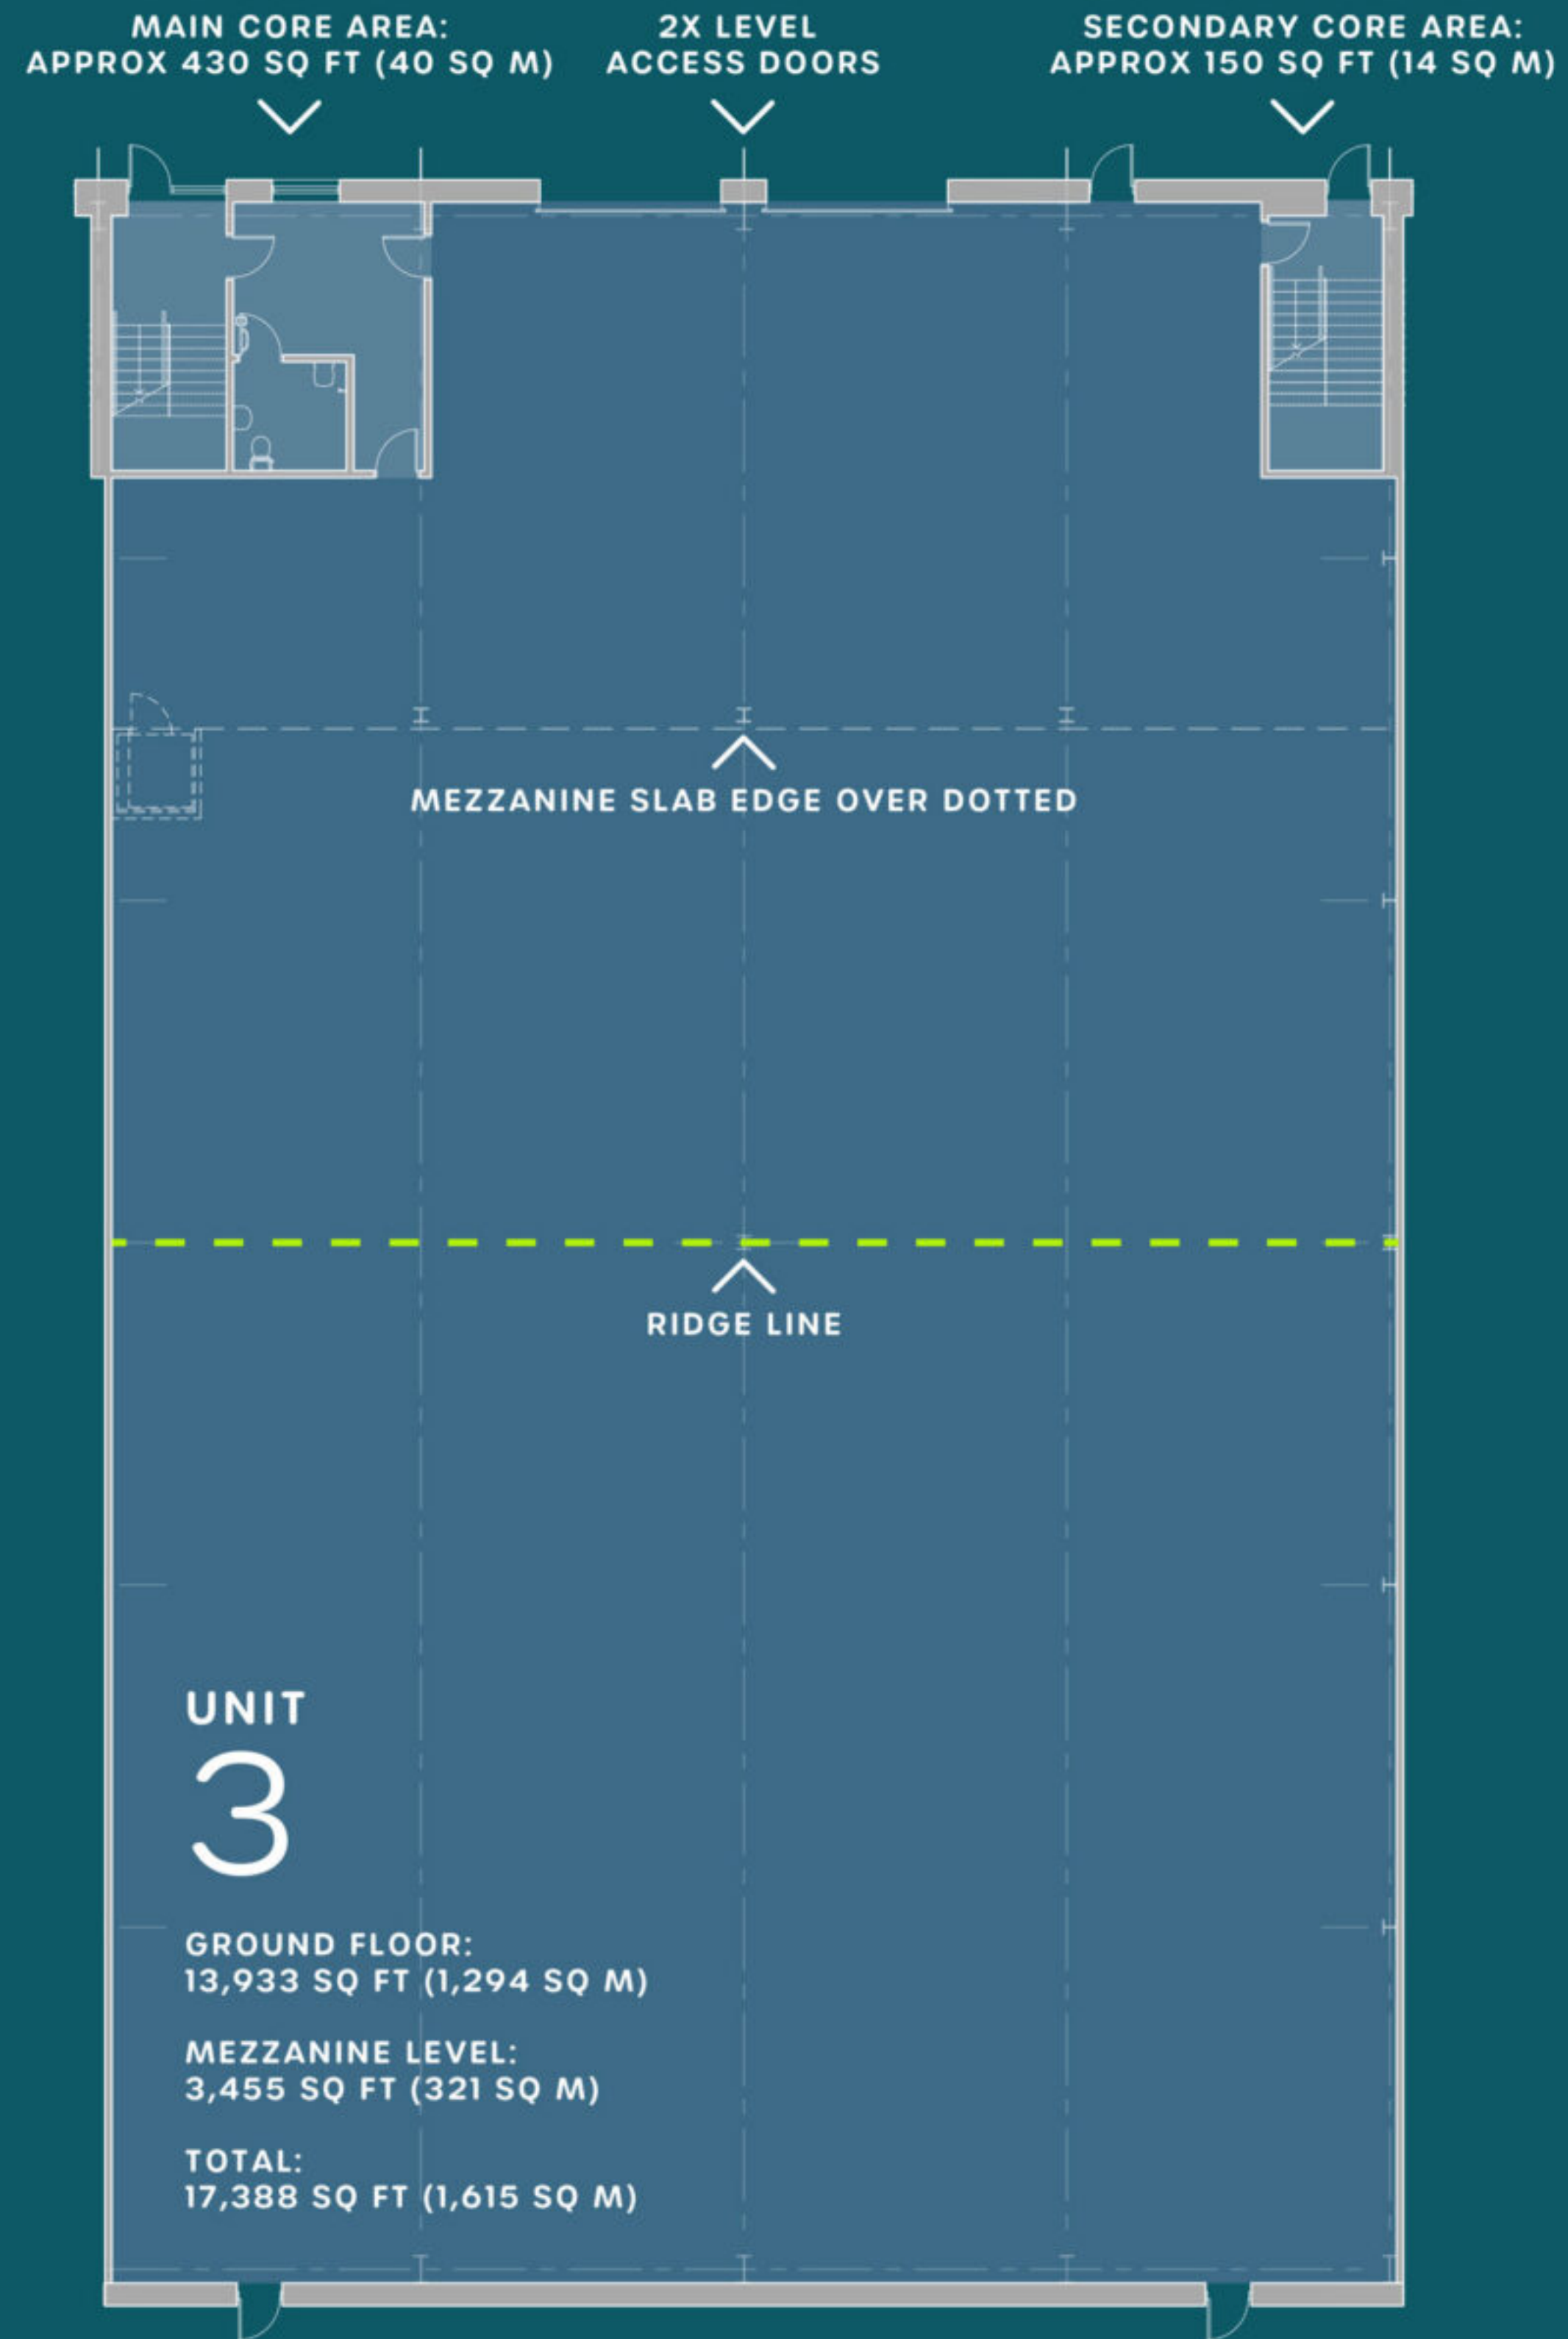 MAIN CORE AREA:
APPROX 430 SQ FT (40 SQ M)
2X LEVEL
ACCESS DOORS
SECONDARY CORE AREA:
APPROX 150 SQ FT (14 SQ M)
MEZZANINE SLAB EDGE OVER DOTTED
RIDGE LINE
UNIT
3
GROUND FLOOR:
13,933 SQ FT (1,294 SQ M)
MEZZANINE LEVEL:
3,455 SQ FT (321 SQ M)
TOTAL:
17,388 SQ FT (1,615 SQ M)